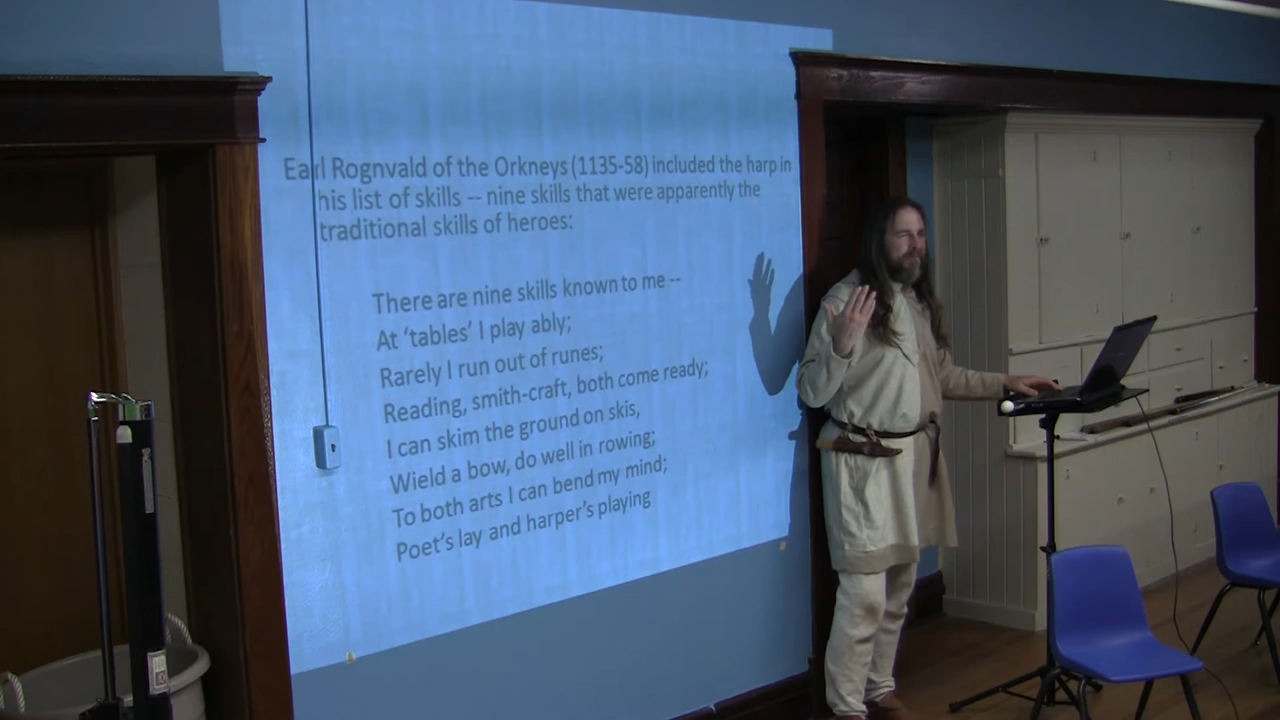 Earl Rognvald of the Orkneys (1135-58) included the harp in
his list of skills -- nine skills that were apparently the
traditional skills of heroes:
There are nine skills known to me --
At ‘tables’ I play ably;
Rarely I run out of runes;
Reading, smith-craft, both come ready;
I can skim the ground on skis,
Wield a bow, do well in rowing;
To both arts I can bend my mind;
Poet’s lay and harper’s playing